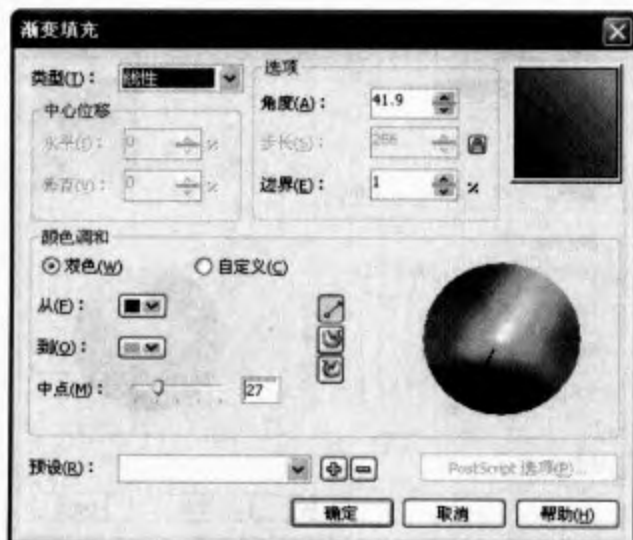 渐变填充
类型(T)： 线性
中心位移
水平(I)： 0 %
垂直(V)： 0 %
选项
角度(A)： 41.9
步长(S)： 256
边界(E)： 1 %
颜色调和
双色(W) 自定义(C)
从(F)：
到(O)：
中点(M)： 27
预设(R)：
PostScript 选项(P)...
确定 取消 帮助(H)